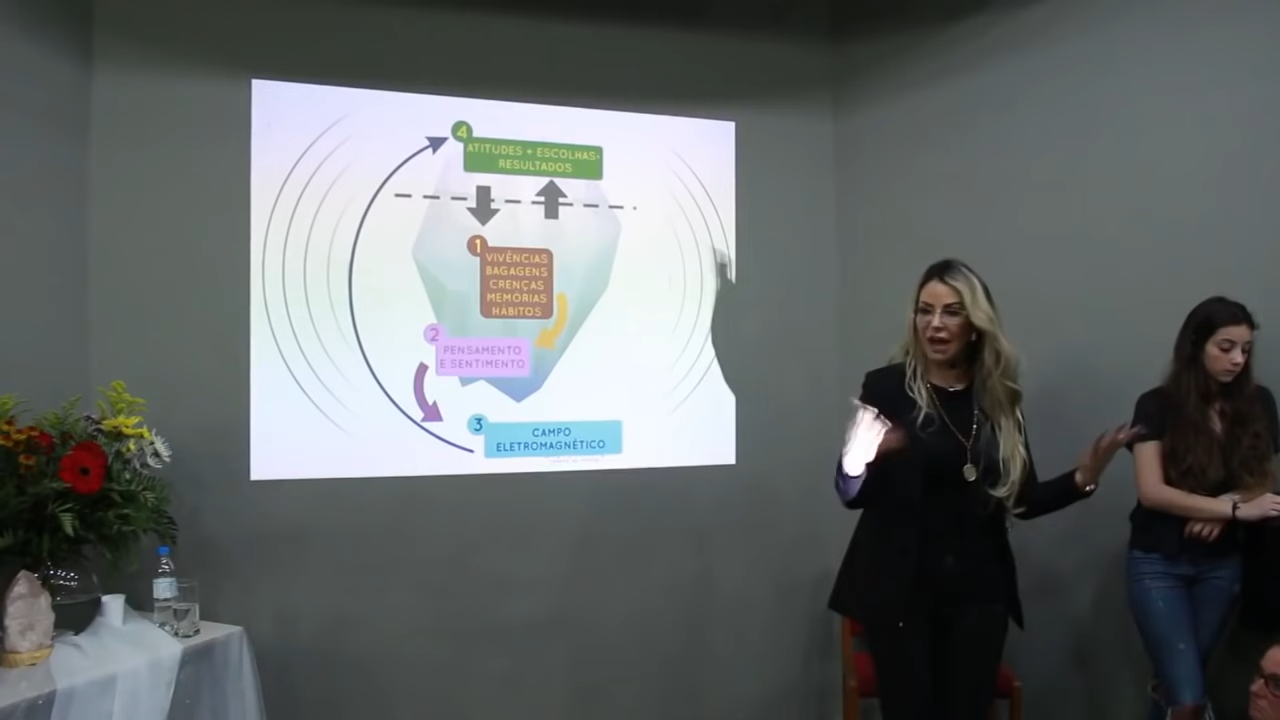 4
ATITUDES + ESCOLHAS=
RESULTADOS
1
VIVÊNCIAS
BAGAGENS
CRENÇAS
MEMÓRIAS
HÁBITOS
2
PENSAMENTO
E SENTIMENTO
3
CAMPO
ELETROMAGNÉTICO